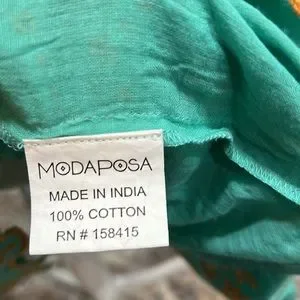 MODAPOSA
MADE IN INDIA
100% COTTON
RN # 158415